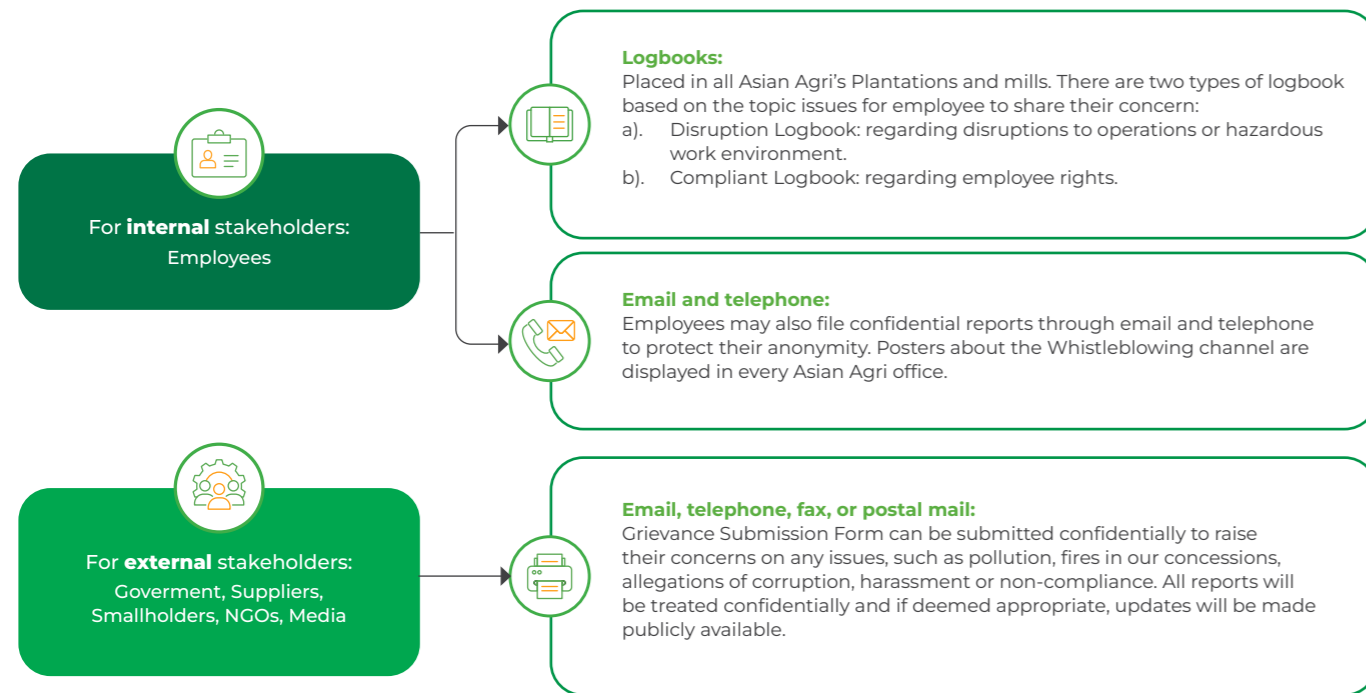 Logbooks:
Placed in all Asian Agri's Plantations and mills. There are two types of logbook
based on the topic issues for employee to share their concern:
a). Disruption Logbook: regarding disruptions to operations or hazardous
work environment.
b). Compliant Logbook: regarding employee rights.
For internal stakeholders:
Employees
Email and telephone:
Employees may also file confidential reports through email and telephone
to protect their anonymity. Posters about the Whistleblowing channel are
displayed in every Asian Agri office.
For external stakeholders:
Goverment, Suppliers,
Smallholders, NGOs, Media
Email, telephone, fax, or postal mail:
Grievance Submission Form can be submitted confidentially to raise
their concerns on any issues, such as pollution, fires in our concessions,
allegations of corruption, harassment or non-compliance. All reports will
be treated confidentially and if deemed appropriate, updates will be made
publicly available.